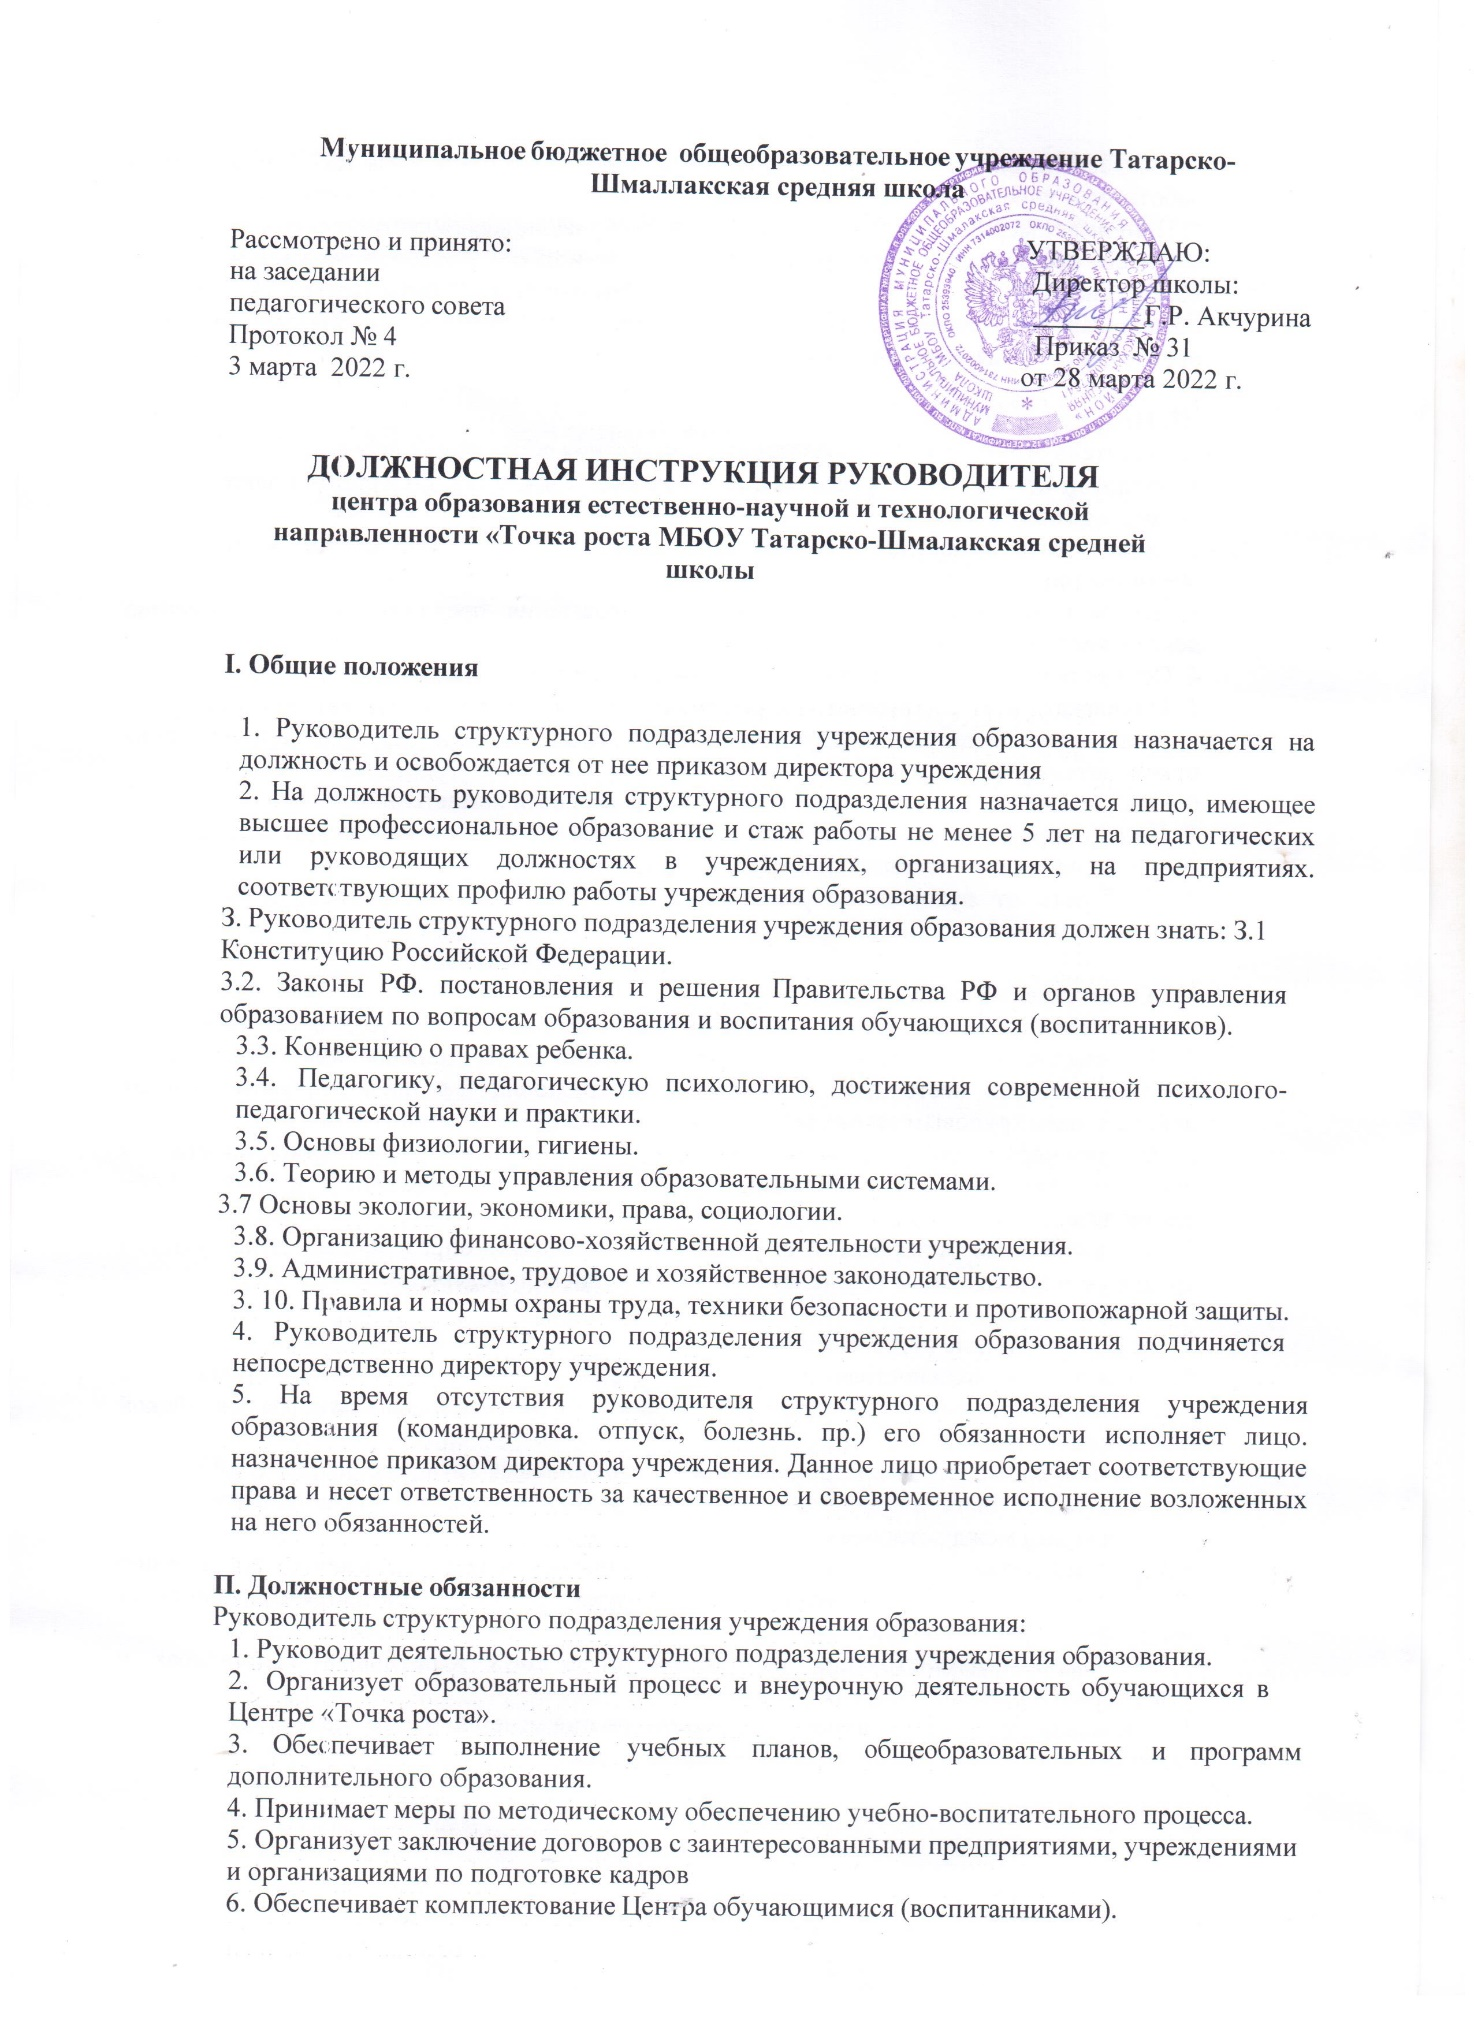 Муниципальное бюджетное общеобразовательное учреждение Татарско-
Шмаллакская средняя школа
Рассмотрено и принято:
на заседании
педагогического совета
Протокол № 4
3 марта 2022 г.
УТВЕРЖДАЮ:
Директор школы:
________Г.Р. Акчурина
Приказ № 31
от 28 марта 2022 г.
ДОЛЖНОСТНАЯ ИНСТРУКЦИЯ РУКОВОДИТЕЛЯ
центра образования естественно-научной и технологической
направленности «Точка роста МБОУ Татарско-Шмалакская средней
школы
I. Общие положения
1. Руководитель структурного подразделения учреждения образования назначается на
должность и освобождается от нее приказом директора учреждения
2. На должность руководителя структурного подразделения назначается лицо, имеющее
высшее профессиональное образование и стаж работы не менее 5 лет на педагогических
или руководящих должностях в учреждениях, организациях, на предприятиях.
соответствующих профилю работы учреждения образования.
З. Руководитель структурного подразделения учреждения образования должен знать: З.1
Конституцию Российской Федерации.
3.2. Законы РФ. постановления и решения Правительства РФ и органов управления
образованием по вопросам образования и воспитания обучающихся (воспитанников).
3.3. Конвенцию о правах ребенка.
3.4. Педагогику, педагогическую психологию, достижения современной психолого-
педагогической науки и практики.
3.5. Основы физиологии, гигиены.
3.6. Теорию и методы управления образовательными системами.
3.7 Основы экологии, экономики, права, социологии.
3.8. Организацию финансово-хозяйственной деятельности учреждения.
3.9. Административное, трудовое и хозяйственное законодательство.
3. 10. Правила и нормы охраны труда, техники безопасности и противопожарной защиты.
4. Руководитель структурного подразделения учреждения образования подчиняется
непосредственно директору учреждения.
5. На время отсутствия руководителя структурного подразделения учреждения
образования (командировка. отпуск, болезнь. пр.) его обязанности исполняет лицо.
назначенное приказом директора учреждения. Данное лицо приобретает соответствующие
права и несет ответственность за качественное и своевременное исполнение возложенных
на него обязанностей.
П. Должностные обязанности
Руководитель структурного подразделения учреждения образования:
1. Руководит деятельностью структурного подразделения учреждения образования.
2. Организует образовательный процесс и внеурочную деятельность обучающихся в
Центре «Точка роста».
3. Обеспечивает выполнение учебных планов, общеобразовательных и программ
дополнительного образования.
4. Принимает меры по методическому обеспечению учебно-воспитательного процесса.
5. Организует заключение договоров с заинтересованными предприятиями, учреждениями
и организациями по подготовке кадров
6. Обеспечивает комплектование Центра обучающимися (воспитанниками).